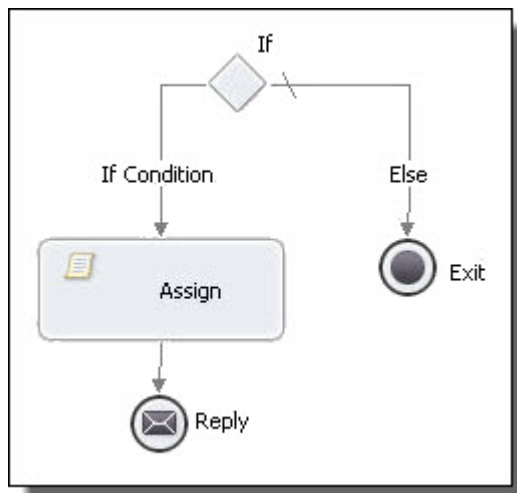 If
If Condition
Else
Assign
Exit
Reply